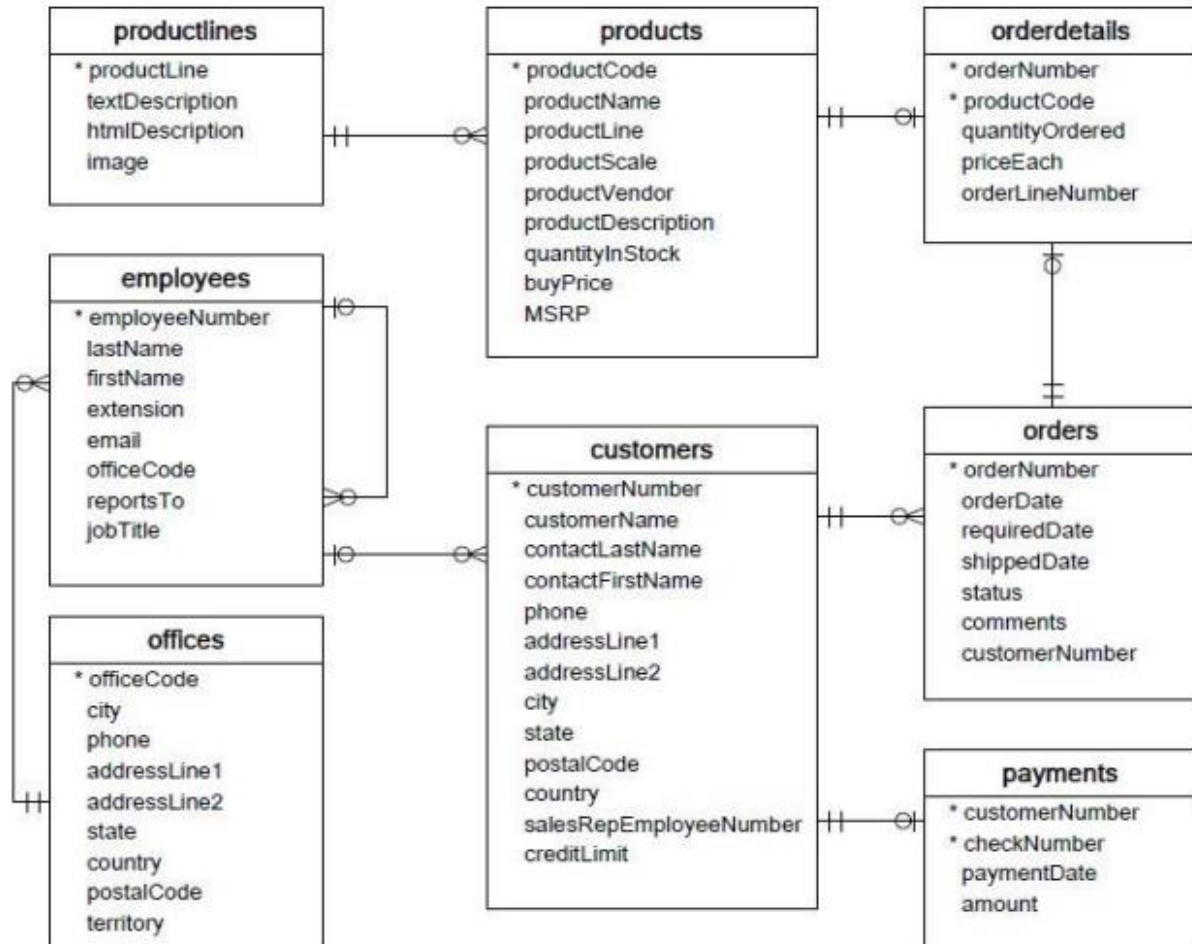 productlines
* productLine
textDescription
htmlDescription
image
products
* productCode
productName
productLine
productScale
productVendor
productDescription
quantityInStock
buyPrice
MSRP
orderdetails
* orderNumber
* productCode
quantityOrdered
priceEach
orderLineNumber
employees
* employeeNumber
lastName
firstName
extension
email
officeCode
reportsTo
jobTitle
customers
* customerNumber
customerName
contactLastName
contactFirstName
phone
addressLine1
addressLine2
city
state
postalCode
country
salesRepEmployeeNumber
creditLimit
orders
* orderNumber
orderDate
requiredDate
shippedDate
status
comments
customerNumber
offices
* officeCode
city
phone
addressLine1
addressLine2
state
country
postalCode
territory
payments
* customerNumber
* checkNumber
paymentDate
amount